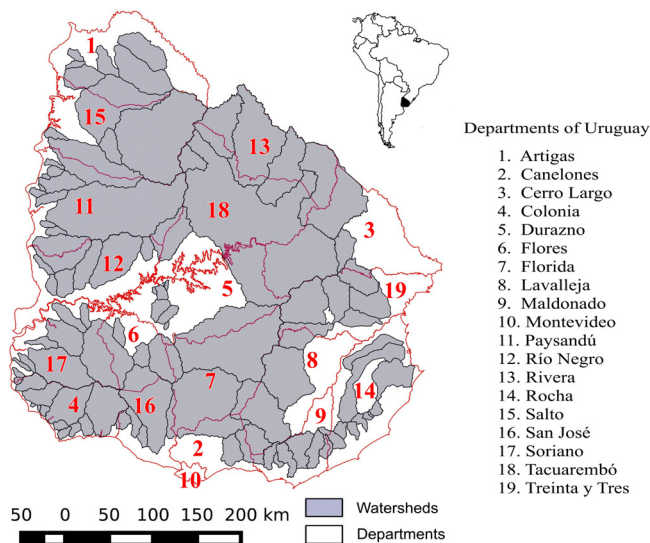 1
15
13
11
18
3
12
5
19
6
8
17
7
14
4
16
9
2
10
Departments of Uruguay
1. Artigas
2. Canelones
3. Cerro Largo
4. Colonia
5. Durazno
6. Flores
7. Florida
8. Lavalleja
9. Maldonado
10. Montevideo
11. Paysandú
12. Río Negro
13. Rivera
14. Rocha
15. Salto
16. San José
17. Soriano
18. Tacuarembó
19. Treinta y Tres
Watersheds
Departments
50 0 50 100 150 200 km